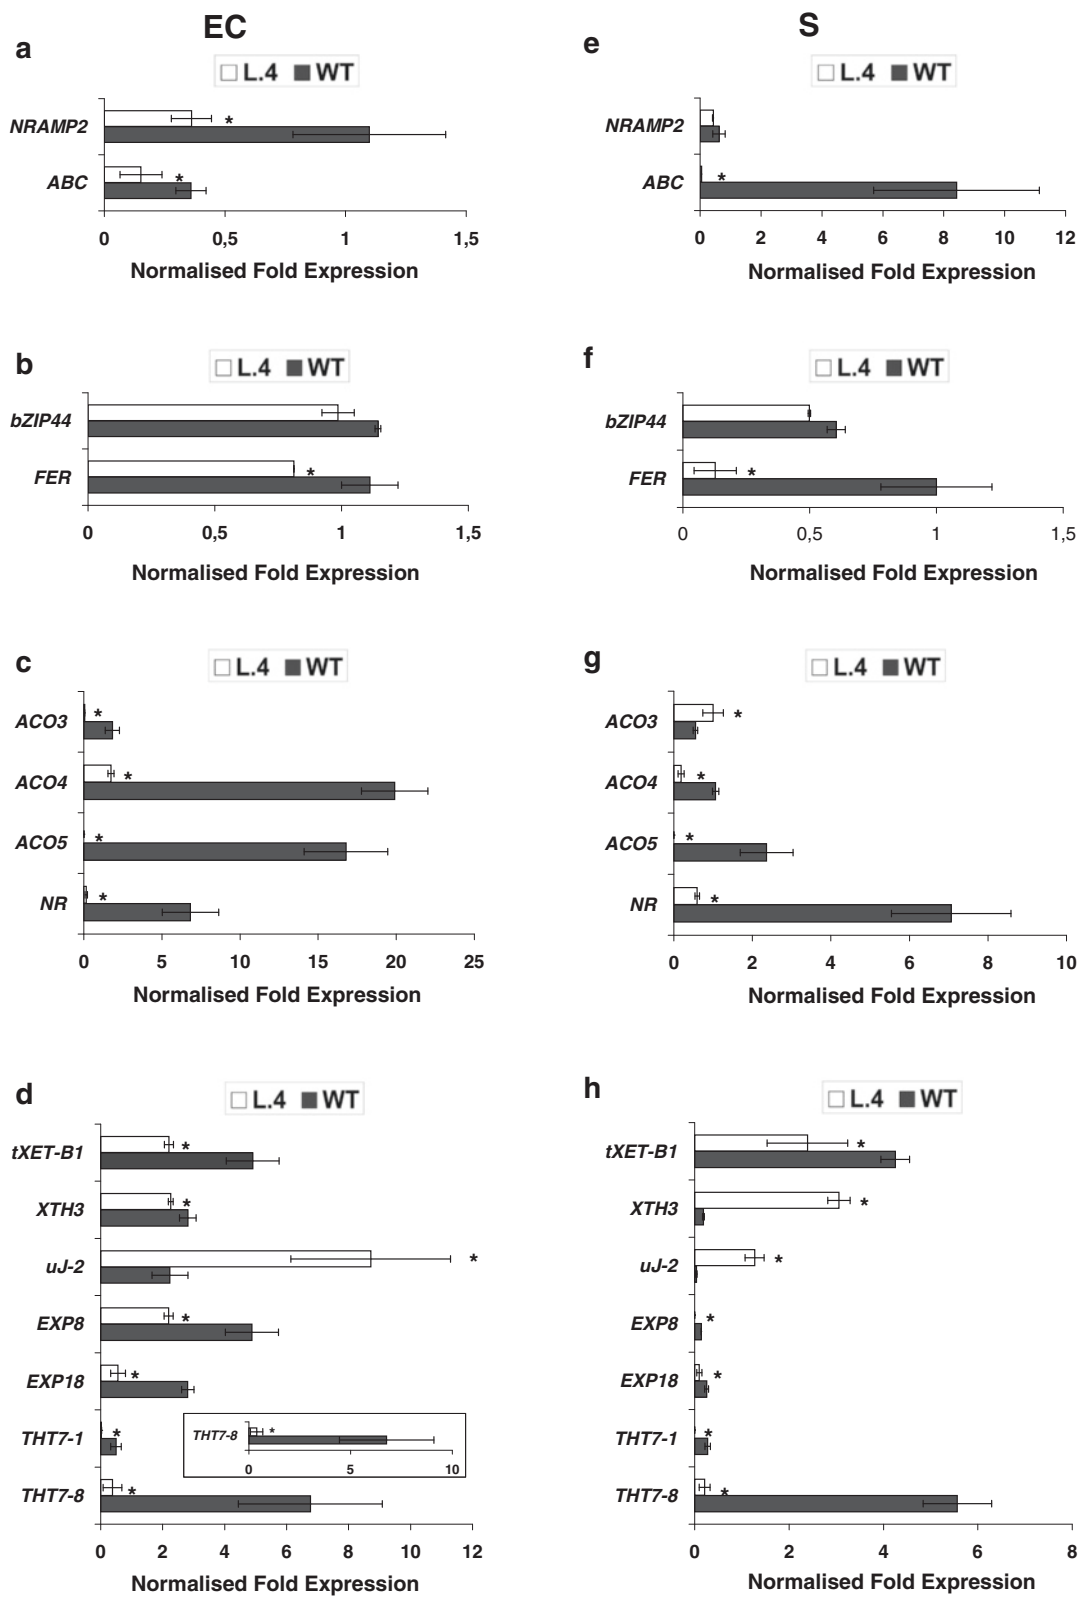 EC
a
L.4 WT
NRAMP2
*
ABC
*
0 0,5 1 1,5
Normalised Fold Expression
b
L.4 WT
bZIP44
FER
*
0 0,5 1 1,5
Normalised Fold Expression
c
L.4 WT
ACO3
*
ACO4
*
ACO5
*
NR
*
0 5 10 15 20 25
Normalised Fold Expression
d
L.4 WT
tXET-B1
*
XTH3
*
uJ-2
*
EXP8
*
EXP18
*
THT7-1
*
THT7-8
*
0 5 10
THT7-8
*
0 2 4 6 8 10 12
Normalised Fold Expression
S
e
L.4 WT
NRAMP2
ABC
*
0 2 4 6 8 10 12
Normalised Fold Expression
f
L.4 WT
bZIP44
FER
*
0 0,5 1 1,5
Normalised Fold Expression
g
L.4 WT
ACO3
*
ACO4
*
ACO5
*
NR
*
0 2 4 6 8 10
Normalised Fold Expression
h
L.4 WT
tXET-B1
*
XTH3
*
uJ-2
*
EXP8
*
EXP18
*
THT7-1
*
THT7-8
*
0 2 4 6 8
Normalised Fold Expression